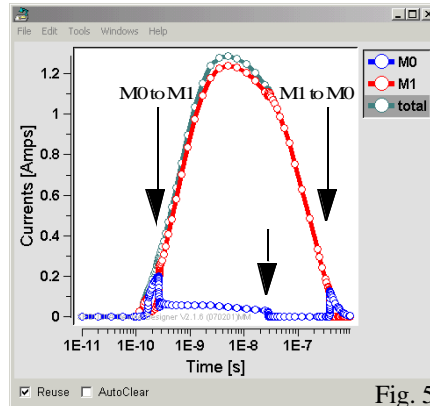 File Edit Tools Windows Help
M0
M1
total
M0 to M1
M1 to M0
Currents [Amps]
1.2
1
0.8
0.6
0.4
0.2
0
1E-11 1E-10 1E-9 1E-8 1E-7
Time [s]
Reuse AutoClear
Fig. 5